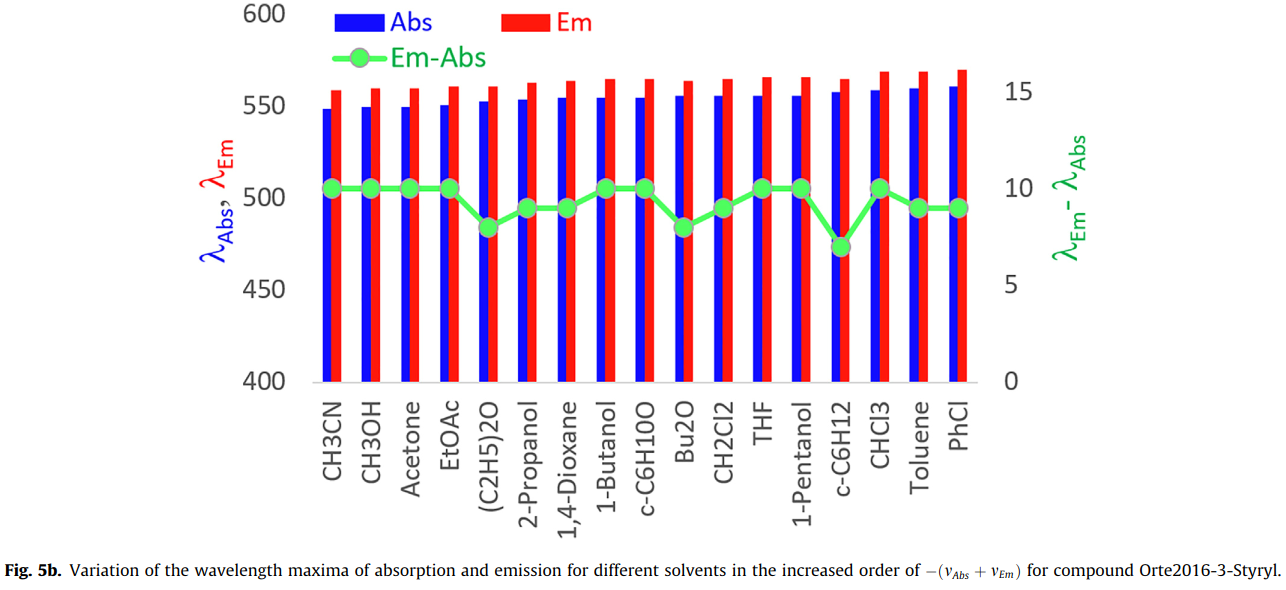 600
550
500
450
400
Abs
Em
Em-Abs
15
10
5
0
λAbs, λEm
λEm- λAbs
CH3CN
CH3OH
Acetone
EtOAc
(C2H5)2O
2-Propanol
1,4-Dioxane
1-Butanol
c-C6H10O
Bu2O
CH2Cl2
THF
1-Pentanol
c-C6H12
CHCl3
Toluene
PhCl
Fig. 5b. Variation of the wavelength maxima of absorption and emission for different solvents in the increased order of −(νAbs + νEm) for compound Orte2016-3-Styryl.